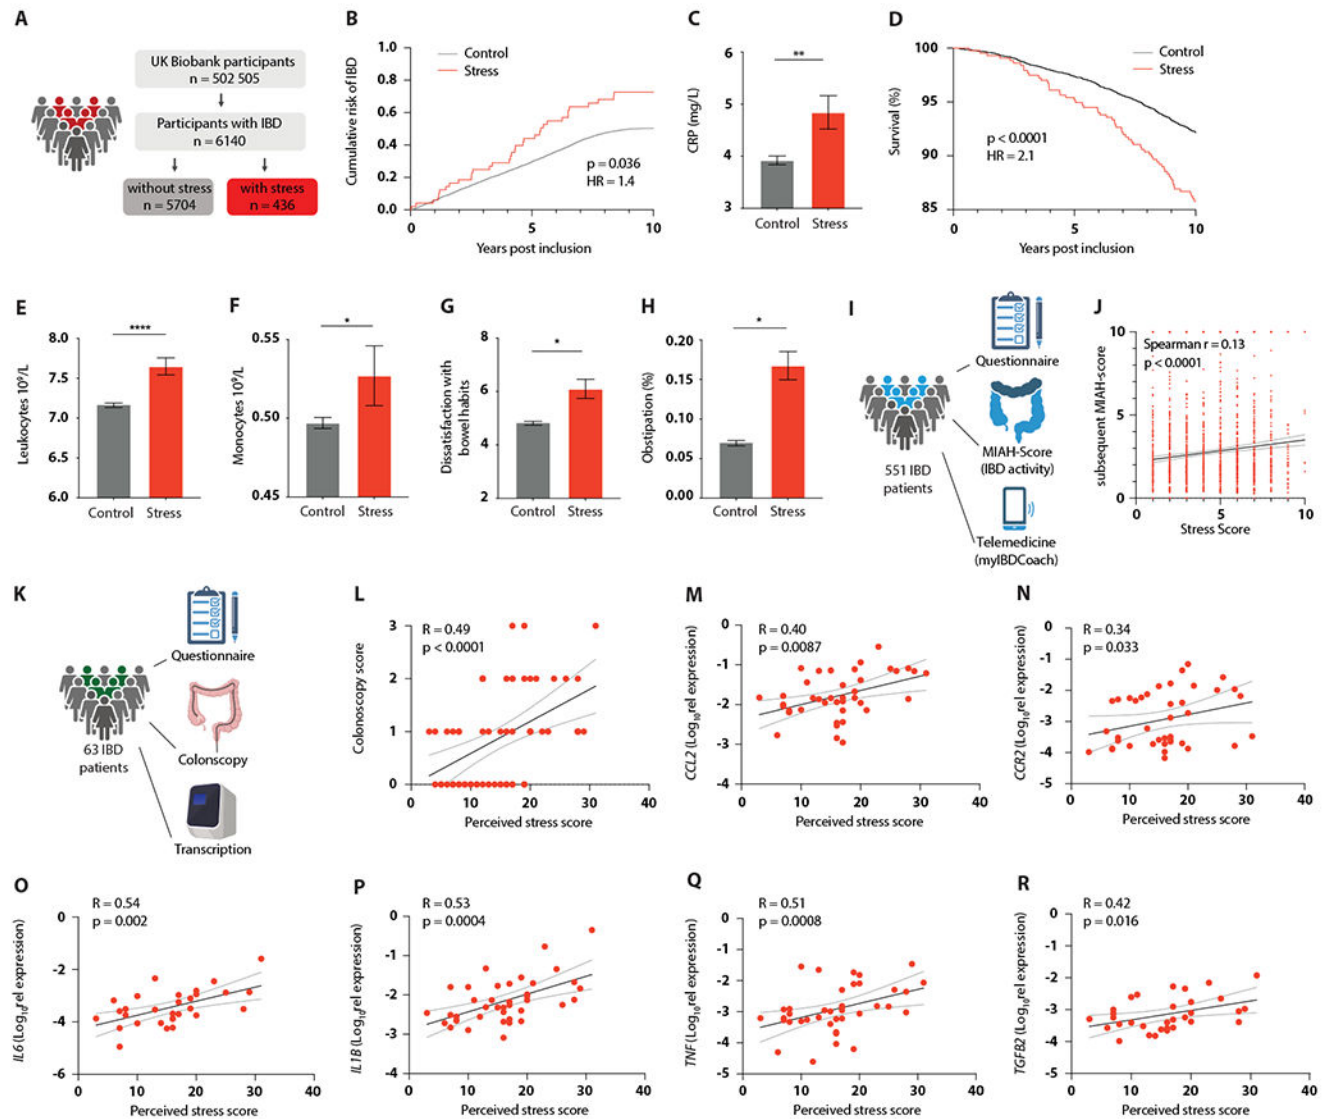 A
UK Biobank participants
n = 502 505
Participants with IBD
n = 6140
without stress
n = 5704
with stress
n = 436
B
Cumulative risk of IBD
1.0
0.8
0.6
0.4
0.2
0.0
Control
Stress
p = 0.036
HR = 1.4
0 5 10
Years post inclusion
C
CRP (mg/L)
6
5
4
3
**
Control Stress
D
Survival (%)
100
95
90
85
Control
Stress
p < 0.0001
HR = 2.1
0 5 10
Years post inclusion
E
Leukocytes 10⁹/L
8.0
7.5
7.0
6.5
6.0
****
Control Stress
F
Monocytes 10⁹/L
0.55
0.50
0.45
*
Control Stress
G
Dissatisfaction with
bowel habits
8
6
4
2
*
Control Stress
H
Obstipation (%)
0.20
0.15
0.10
0.05
0.00
*
Control Stress
I
551 IBD
patients
Questionnaire
MIAH-Score
(IBD activity)
Telemedicine
(myIBDCoach)
J
subsequent MIAH-score
10
5
0
Spearman r = 0.13
p < 0.0001
0 5 10
Stress Score
K
63 IBD
patients
Questionnaire
Colonscopy
Transcription
L
Colonoscopy score
3
2
1
0
R = 0.49
p < 0.0001
0 10 20 30 40
Perceived stress score
M
CCL2 (Log₁₀rel expression)
0
-1
-2
-3
-4
R = 0.40
p = 0.0087
0 10 20 30 40
Perceived stress score
N
CCR2 (Log₁₀rel expression)
0
-1
-2
-3
-4
-5
R = 0.34
p = 0.033
0 10 20 30 40
Perceived stress score
O
IL6 (Log₁₀rel expression)
0
-2
-4
-6
R = 0.54
p = 0.002
0 10 20 30 40
Perceived stress score
P
IL1B (Log₁₀rel expression)
0
-1
-2
-3
-4
R = 0.53
p = 0.0004
0 10 20 30 40
Perceived stress score
Q
TNF (Log₁₀rel expression)
0
-1
-2
-3
-4
-5
R = 0.51
p = 0.0008
0 10 20 30 40
Perceived stress score
R
TGFB2 (Log₁₀rel expression)
0
-1
-2
-3
-4
-5
R = 0.42
p = 0.016
0 10 20 30 40
Perceived stress score